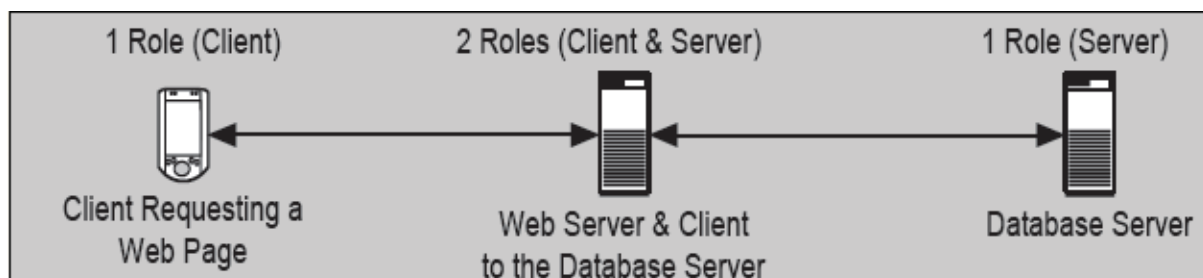 1 Role (Client)
2 Roles (Client & Server)
1 Role (Server)
Client Requesting a
Web Page
Web Server & Client
to the Database Server
Database Server